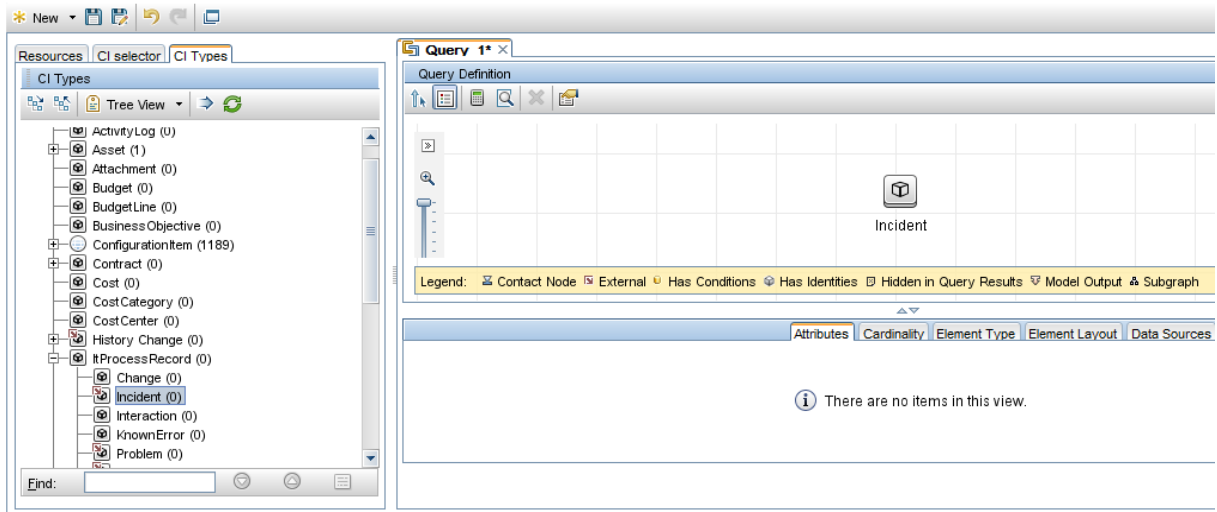 New
Resources CI selector CI Types
CI Types
Tree View
ActivityLog (0)
Asset (1)
Attachment (0)
Budget (0)
BudgetLine (0)
BusinessObjective (0)
ConfigurationItem (1189)
Contract (0)
Cost (0)
CostCategory (0)
CostCenter (0)
History Change (0)
ItProcessRecord (0)
Change (0)
Incident (0)
Interaction (0)
KnownError (0)
Problem (0)
Find:
Query 1*
Query Definition
Incident
Legend: Contact Node External Has Conditions Has Identities Hidden in Query Results Model Output Subgraph
Attributes Cardinality Element Type Element Layout Data Sources
There are no items in this view.